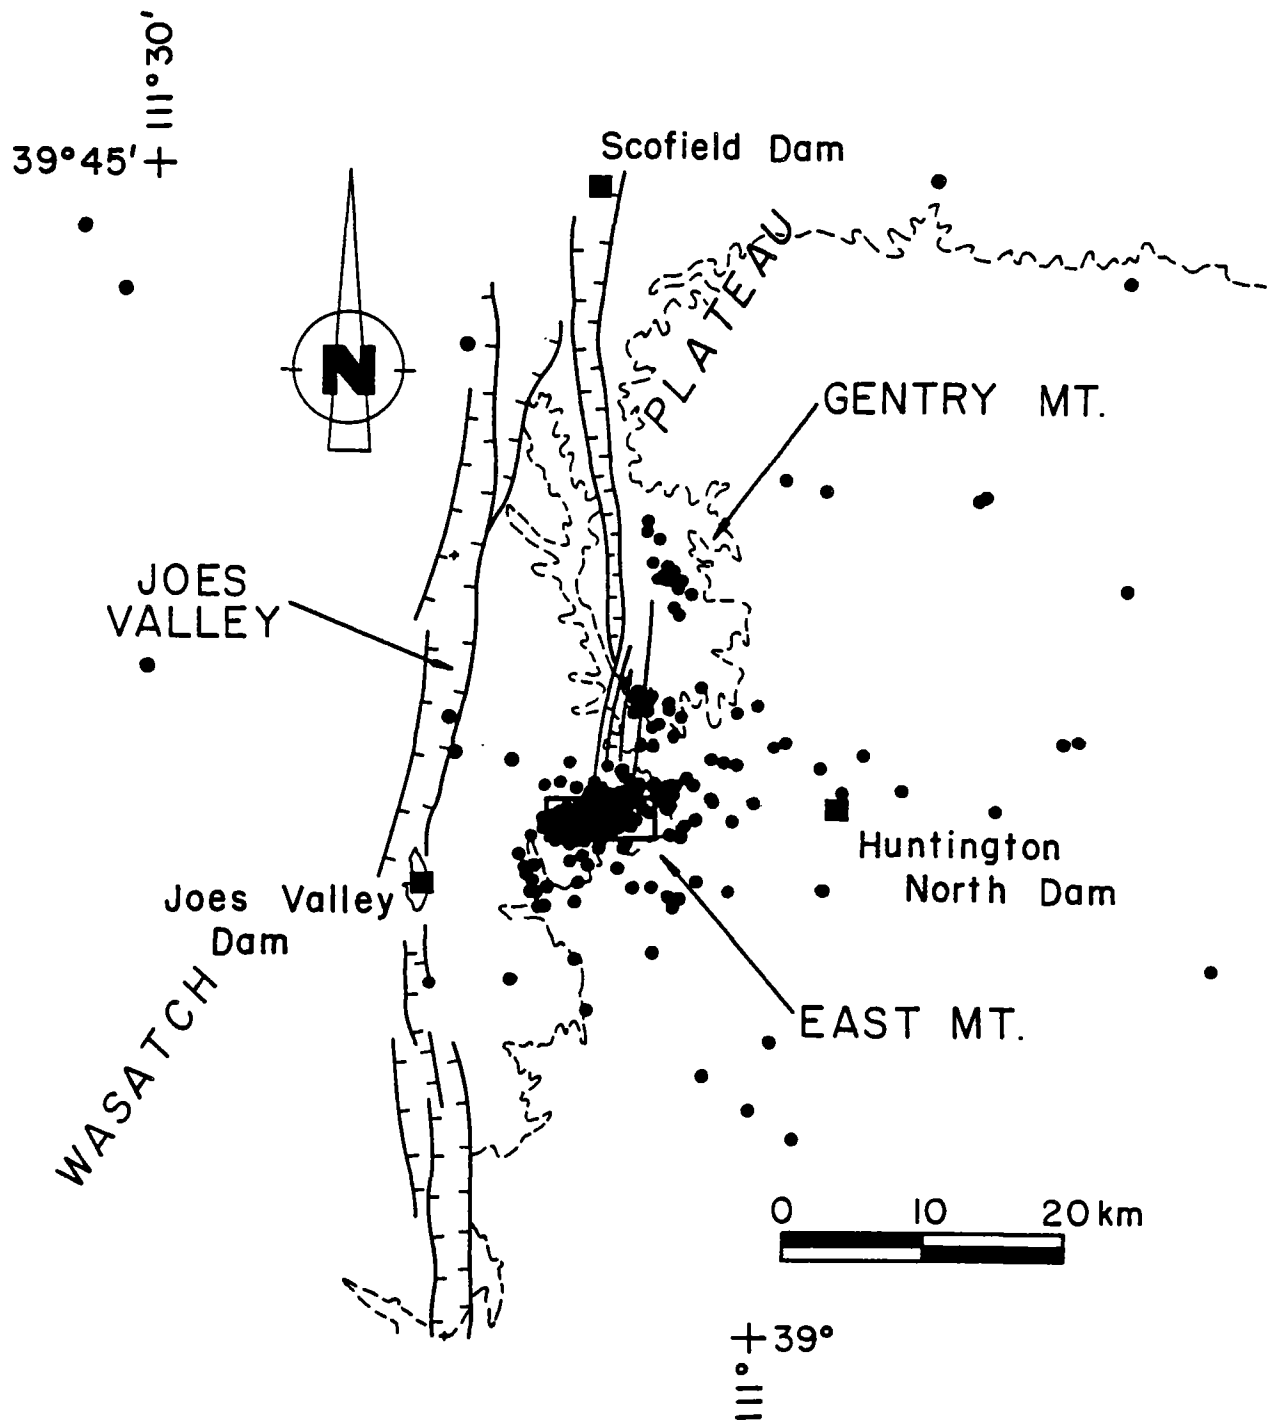 111°30'
39°45'
Scofield Dam
PLATEAU
N
GENTRY MT.
JOES
VALLEY
Huntington
North Dam
Joes Valley
Dam
WASATCH
EAST MT.
0 10 20 km
39°
111°